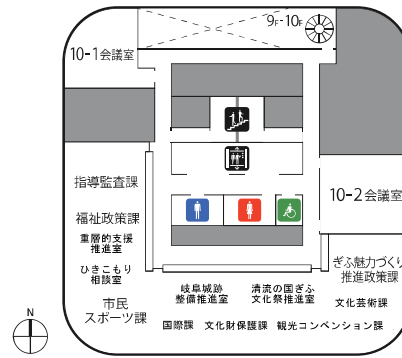 9F-10F
10-1会議室
指導監査課
10-2会議室
福祉政策課
重層的支援
推進室
ひきこもり
相談室
市民
スポーツ課
岐阜城跡
整備推進室
清流の国ぎふ
文化祭推進室
ぎふ魅力づくり
推進政策課
文化芸術課
国際課 文化財保護課 観光コンベンション課
N